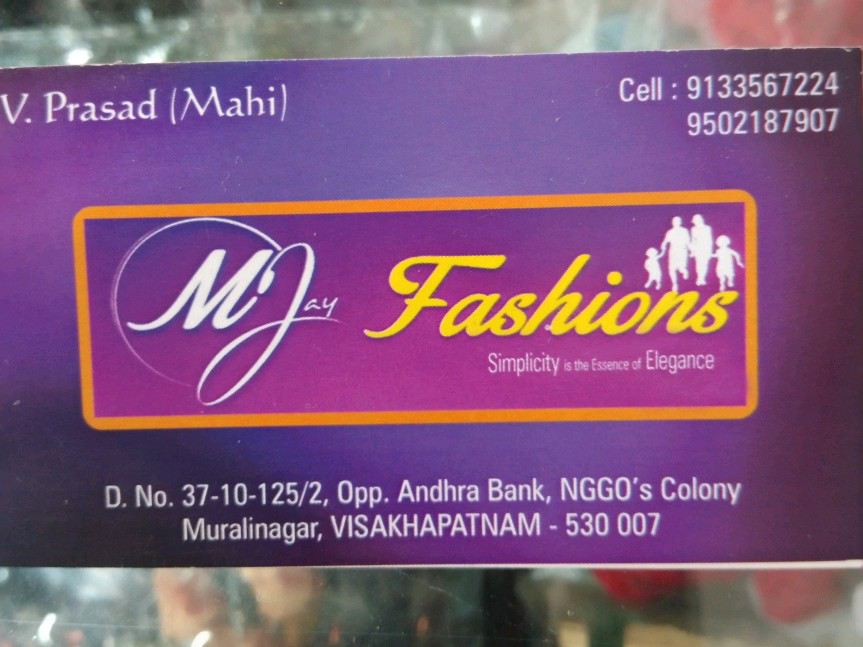 V. Prasad (Mahi)
Cell : 9133567224
9502187907
M'Jay Fashions
Simplicity is the Essence of Elegance
D. No. 37-10-125/2, Opp. Andhra Bank, NGGO's Colony
Muralinagar, VISAKHAPATNAM - 530 007